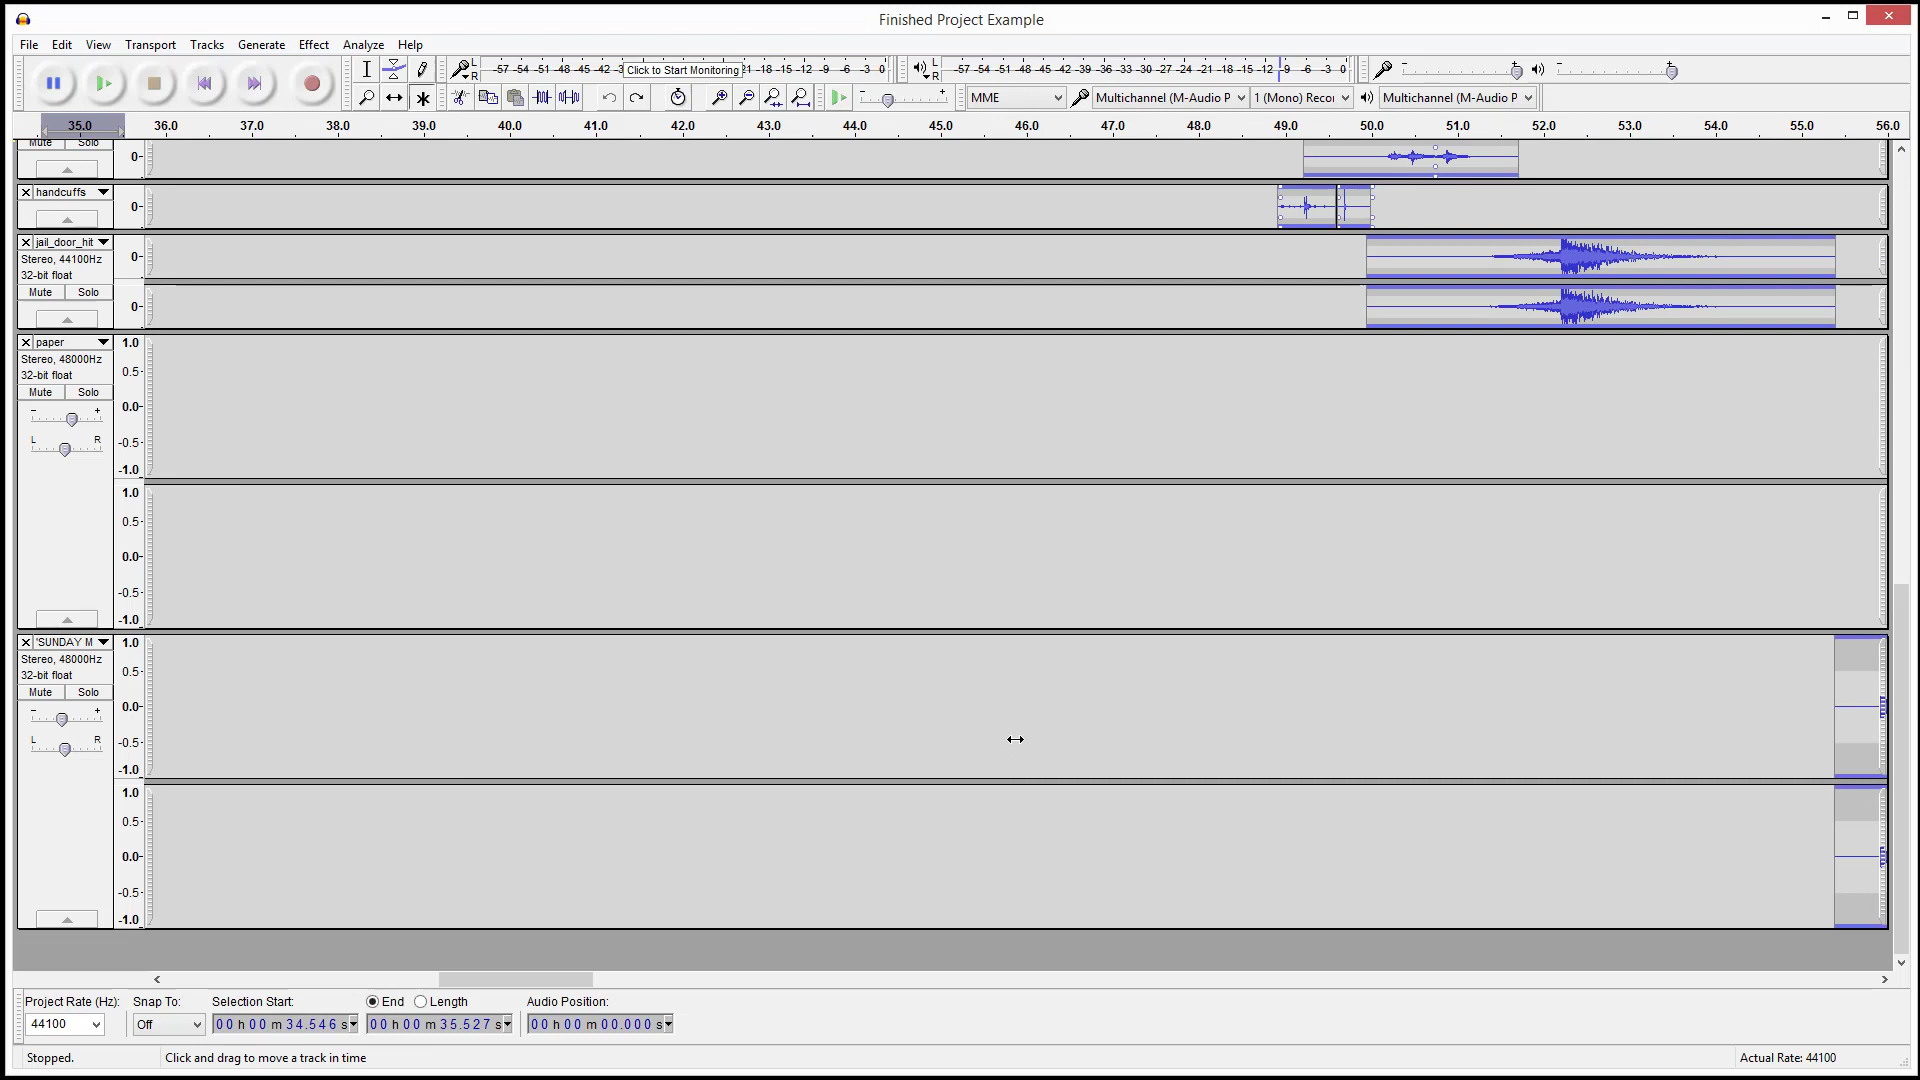 Finished Project Example
File Edit View Transport Tracks Generate Effect Analyze Help
L R -57 -54 -51 -48 -45 -42 -3 Click to Start Monitoring 21 -18 -15 -12 -9 -6 -3 0
L R -57 -54 -51 -48 -45 -42 -39 -36 -33 -30 -27 -24 -21 -18 -15 -12 -9 -6 -3 0
- + - +
- + MME Multichannel (M-Audio P 1 (Mono) Recor Multichannel (M-Audio P
35.0 36.0 37.0 38.0 39.0 40.0 41.0 42.0 43.0 44.0 45.0 46.0 47.0 48.0 49.0 50.0 51.0 52.0 53.0 54.0 55.0 56.0
Mute Solo
0-
handcuffs
0-
jail_door_hit
Stereo, 44100Hz
32-bit float
Mute Solo
0-
0-
paper
Stereo, 48000Hz
32-bit float
Mute Solo
- +
L R
1.0
0.5-
0.0-
-0.5-
-1.0
1.0
0.5-
0.0-
-0.5-
-1.0
'SUNDAY M
Stereo, 48000Hz
32-bit float
Mute Solo
- +
L R
1.0
0.5-
0.0-
-0.5-
-1.0
1.0
0.5-
0.0-
-0.5-
-1.0
Project Rate (Hz): Snap To: Selection Start: End Length Audio Position:
44100 Off 00 h 00 m 34.546 s 00 h 00 m 35.527 s 00 h 00 m 00.000 s
Stopped. Click and drag to move a track in time Actual Rate: 44100